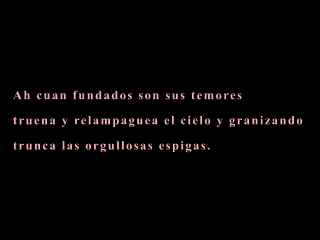 Ah cuan fundados son sus temores
truena y relampaguea el cielo y granizando
trunca las orgullosas espigas.